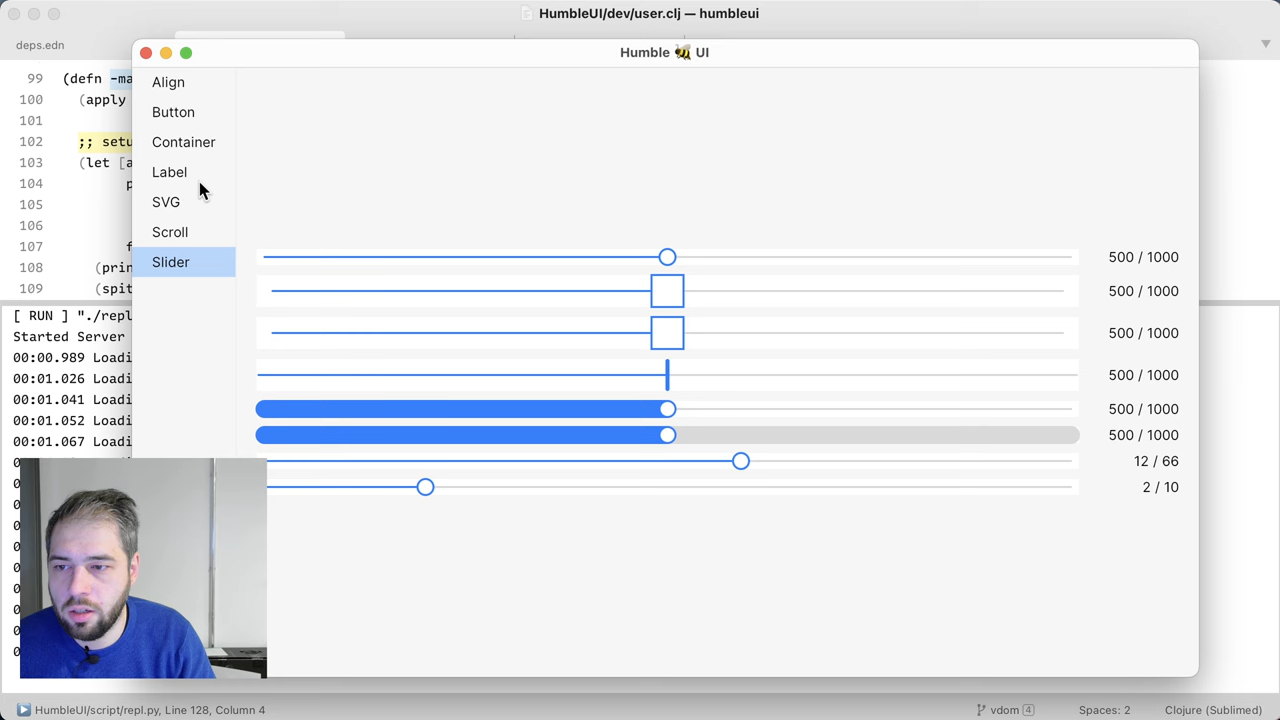 HumbleUI/dev/user.clj — humbleui
deps.edn
Humble 🐝 UI
99 (defn -ma
100 (apply
101
102 ;; setu
103 (let [a
104 p
105
106
107 f
108 (prin
109 (spit
Align
Button
Container
Label
SVG
Scroll
Slider
500 / 1000
500 / 1000
500 / 1000
500 / 1000
500 / 1000
500 / 1000
12 / 66
2 / 10
[ RUN ] "./repl
Started Server
00:00.989 Loadi
00:01.026 Loadi
00:01.041 Loadi
00:01.052 Loadi
00:01.067 Loadi
HumbleUI/script/repl.py, Line 128, Column 4
vdom 4
Spaces: 2
Clojure (Sublimed)